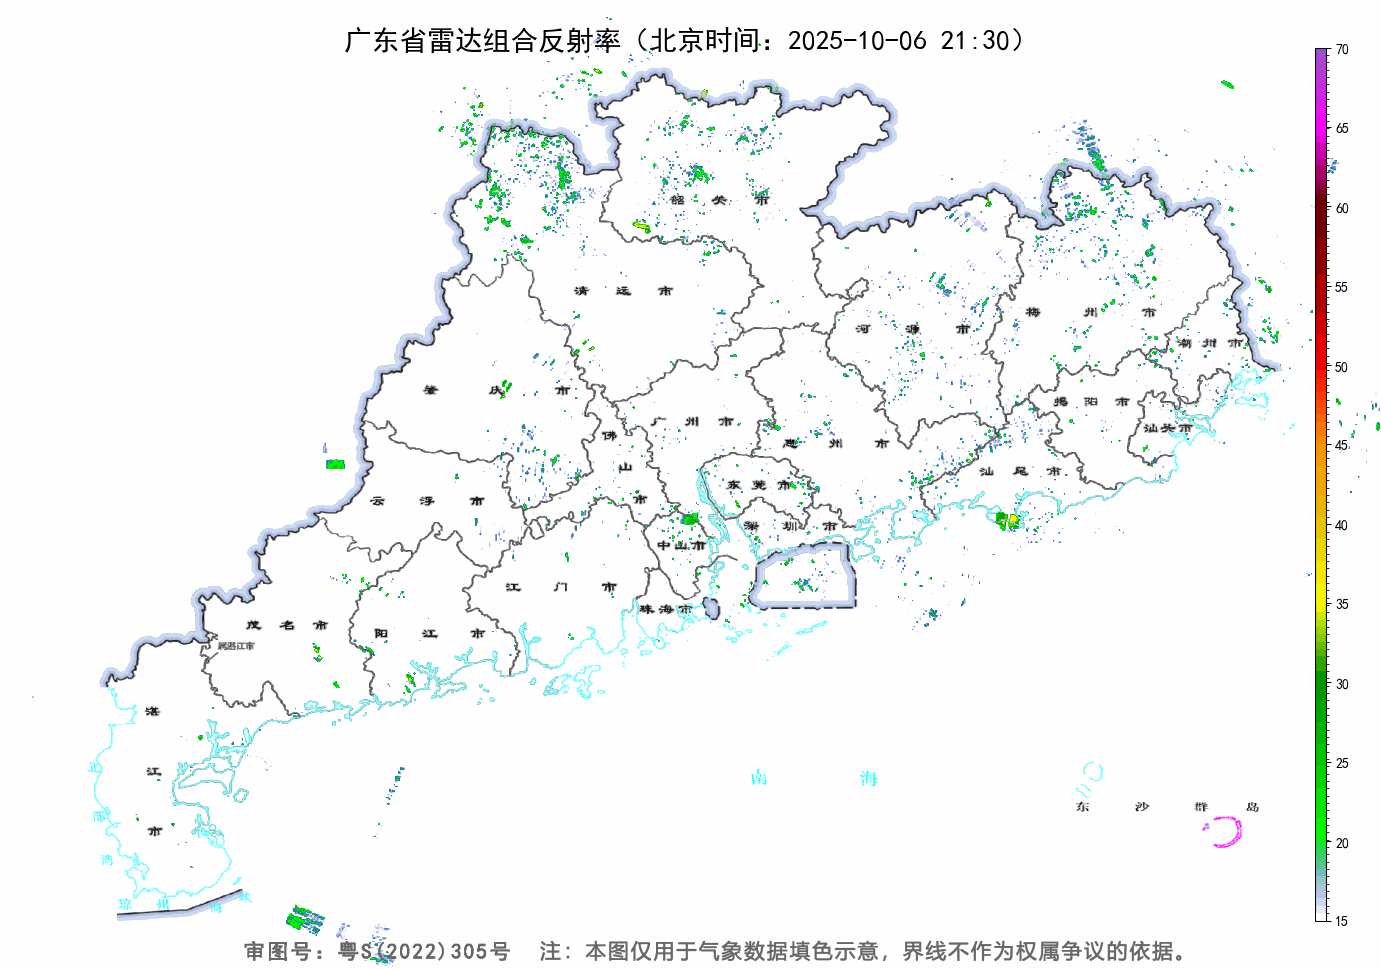 广东省雷达组合反射率（北京时间：2025-10-06 21:30）
70
65
60
55
50
45
40
35
30
25
20
15
韶关市
清远市
河源市
梅州市
潮州市
肇庆市
广州市
揭阳市
汕头市
佛山市
惠州市
汕尾市
云浮市
东莞市
深圳市
中山市
江门市
珠海市
茂名市
阳江市
属湛江市
湛江市
南海
东沙群岛
北部湾
琼州海峡
审图号：粤S(2022)305号 注：本图仅用于气象数据填色示意，界线不作为权属争议的依据。